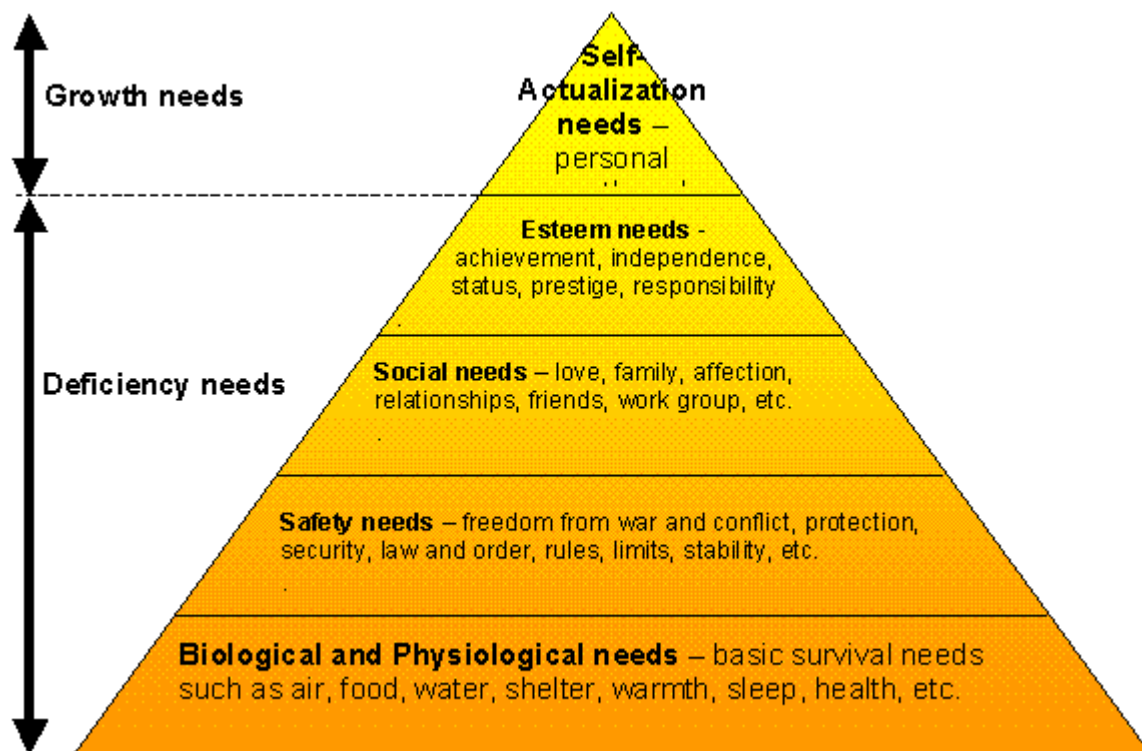 Growth needs
Self-
Actualization
needs –
personal
Esteem needs -
achievement, independence,
status, prestige, responsibility
Deficiency needs
Social needs – love, family, affection,
relationships, friends, work group, etc.
Safety needs – freedom from war and conflict, protection,
security, law and order, rules, limits, stability, etc.
Biological and Physiological needs – basic survival needs
such as air, food, water, shelter, warmth, sleep, health, etc.